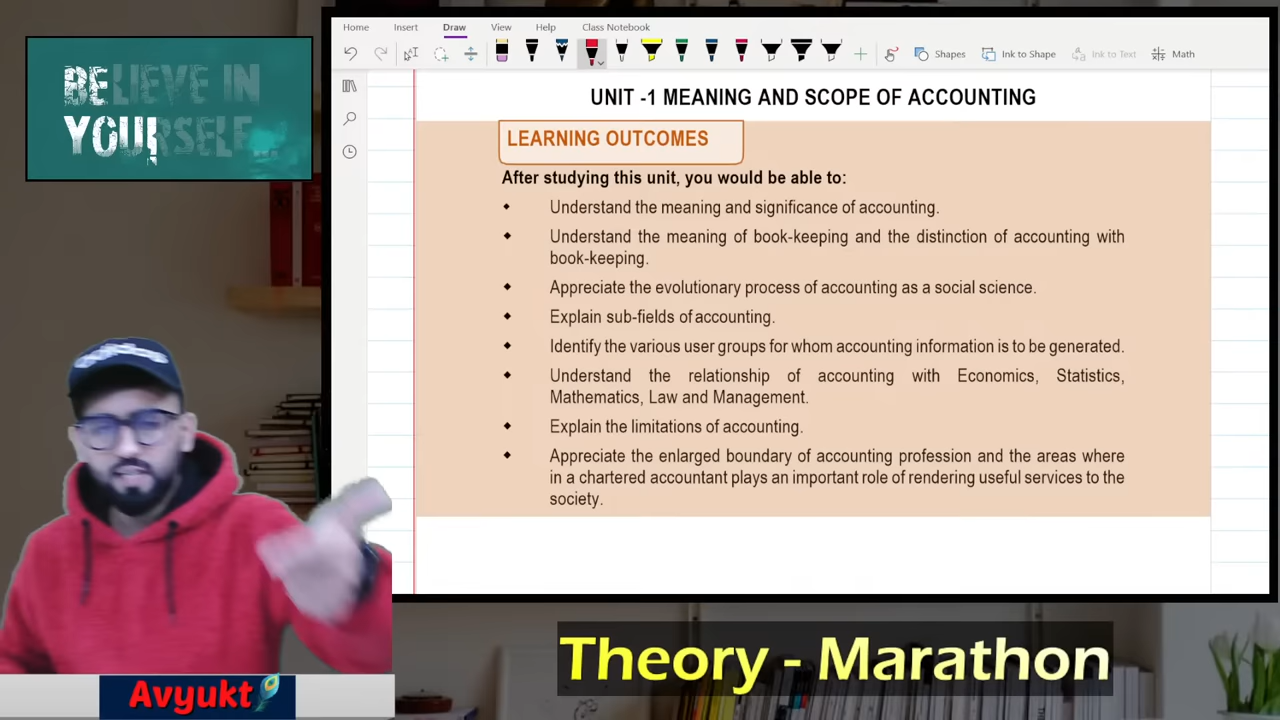 BELIEVE IN
YOURSELF
Home Insert Draw View Help Class Notebook
Shapes Ink to Shape Ink to Text Math
UNIT -1 MEANING AND SCOPE OF ACCOUNTING
LEARNING OUTCOMES
After studying this unit, you would be able to:
Understand the meaning and significance of accounting.
Understand the meaning of book-keeping and the distinction of accounting with
book-keeping.
Appreciate the evolutionary process of accounting as a social science.
Explain sub-fields of accounting.
Identify the various user groups for whom accounting information is to be generated.
Understand the relationship of accounting with Economics, Statistics,
Mathematics, Law and Management.
Explain the limitations of accounting.
Appreciate the enlarged boundary of accounting profession and the areas where
in a chartered accountant plays an important role of rendering useful services to the
society.
Theory - Marathon
Avyukt